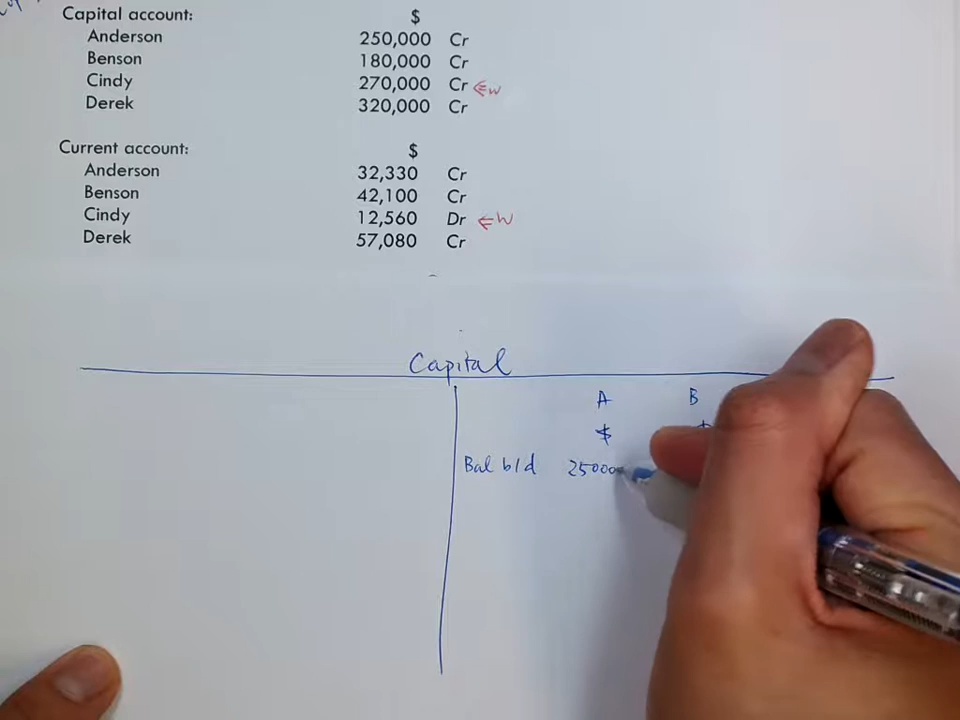 Capital account: $
Anderson 250,000 Cr
Benson 180,000 Cr
Cindy 270,000 Cr ⇐ W
Derek 320,000 Cr
Current account: $
Anderson 32,330 Cr
Benson 42,100 Cr
Cindy 12,560 Dr ⇐ W
Derek 57,080 Cr
Capital
A B
$ $
Bal b/d 250000